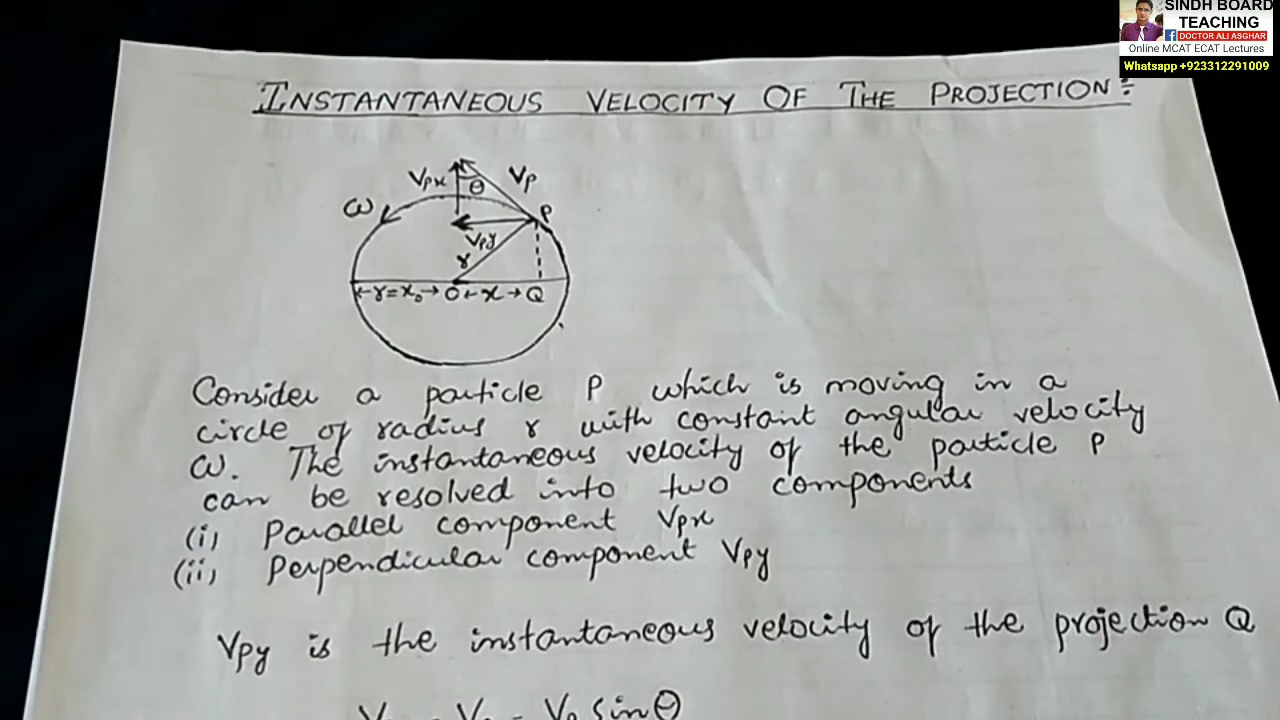 SINDH BOARD
TEACHING
f DOCTOR ALI ASGHAR
Online MCAT ECAT Lectures
Whatsapp +923312291009
INSTANTANEOUS VELOCITY OF THE PROJECTION:
Vpx θ Vp
ω P
Vpy
r
r=x₀ O x Q
Consider a particle P which is moving in a
circle of radius r with constant angular velocity
ω. The instantaneous velocity of the particle P
can be resolved into two components
(i) Parallel component Vpx
(ii) Perpendicular component Vpy
Vpy is the instantaneous velocity of the projection Q
Vp sinθ